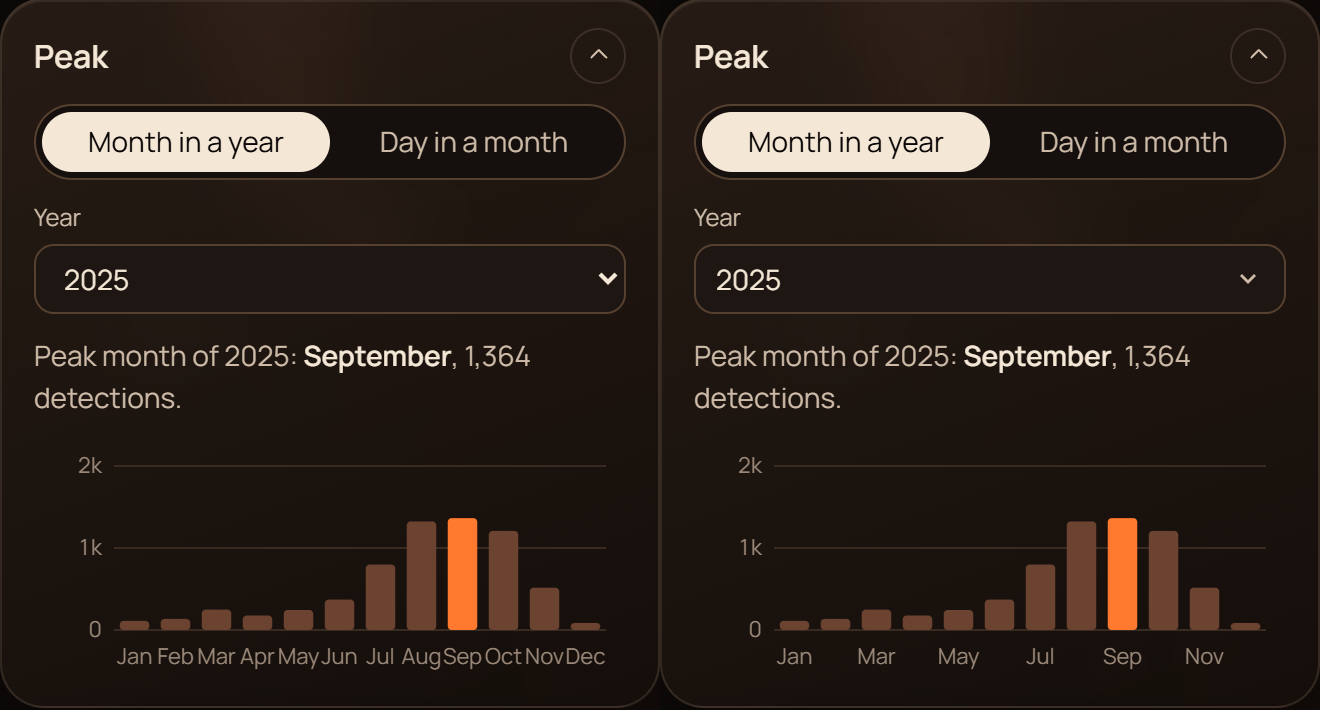 Peak
Month in a year Day in a month
Year
2025
Peak month of 2025: September, 1,364
detections.
2k
1k
0
Jan Feb Mar Apr May Jun Jul Aug Sep Oct Nov Dec
Peak
Month in a year Day in a month
Year
2025
Peak month of 2025: September, 1,364
detections.
2k
1k
0
Jan Mar May Jul Sep Nov